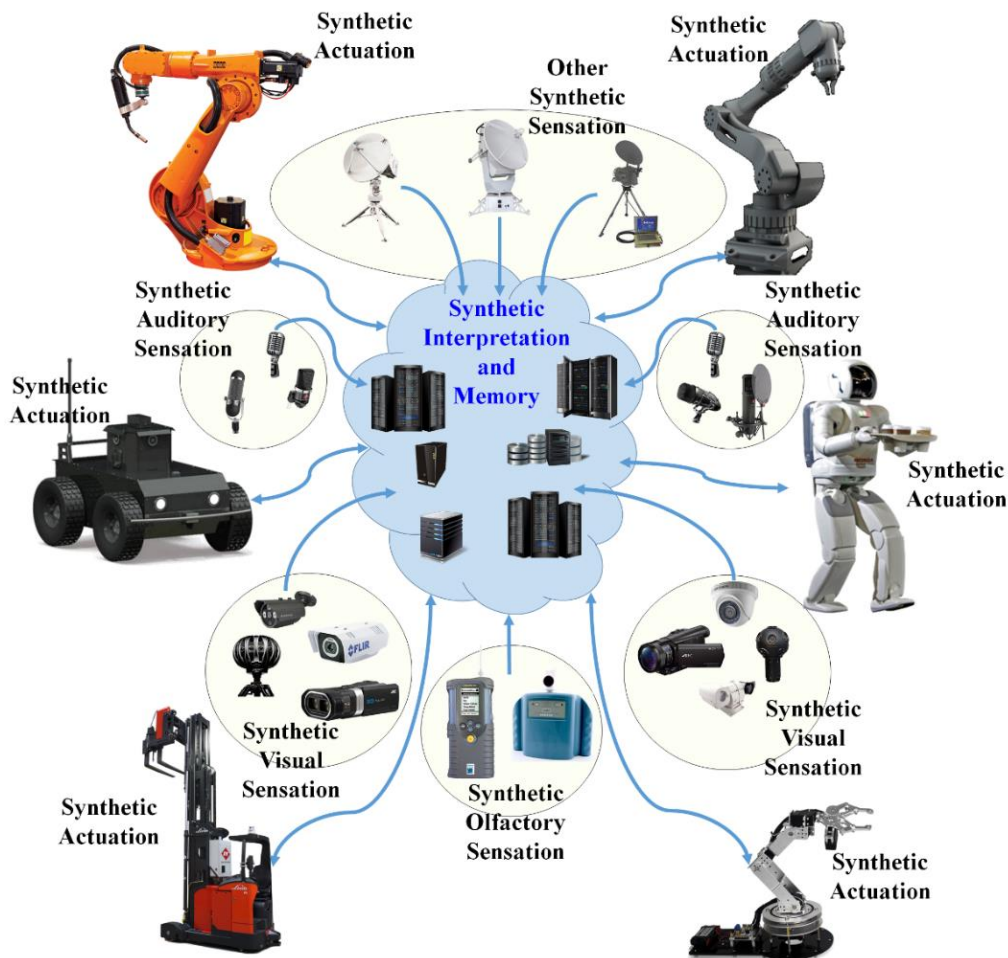 Synthetic
Actuation
Other
Synthetic
Sensation
Synthetic
Actuation
Synthetic
Auditory
Sensation
Synthetic
Interpretation
and
Memory
Synthetic
Auditory
Sensation
Synthetic
Actuation
Synthetic
Actuation
FLIR
Synthetic
Visual
Sensation
Synthetic
Visual
Sensation
Synthetic
Actuation
Synthetic
Olfactory
Sensation
Synthetic
Actuation